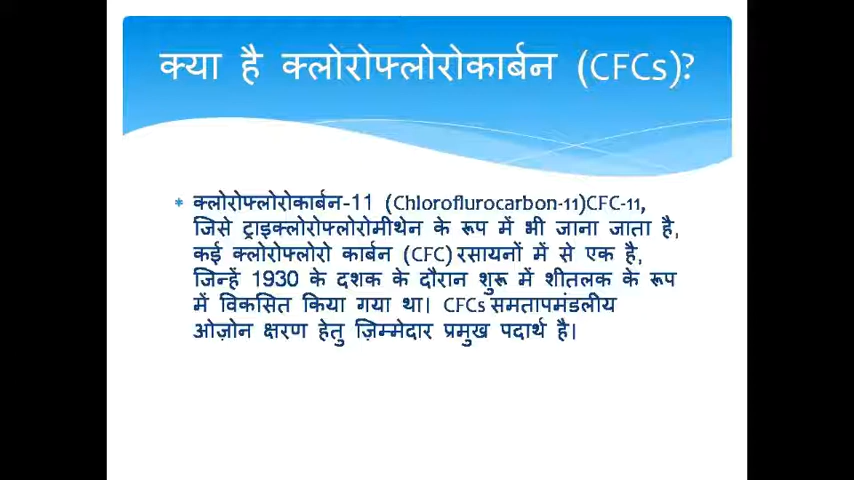 क्या है क्लोरोफ्लोरोकार्बन (CFCs)?
* क्लोरोफ्लोरोकार्बन-11 (Chloroflurocarbon-11)CFC-11,
जिसे ट्राइक्लोरोफ्लोरोमीथेन के रूप में भी जाना जाता है,
कई क्लोरोफ्लोरो कार्बन (CFC) रसायनों में से एक है,
जिन्हें 1930 के दशक के दौरान शुरू में शीतलक के रूप
में विकसित किया गया था। CFCs समतापमंडलीय
ओज़ोन क्षरण हेतु ज़िम्मेदार प्रमुख पदार्थ है।